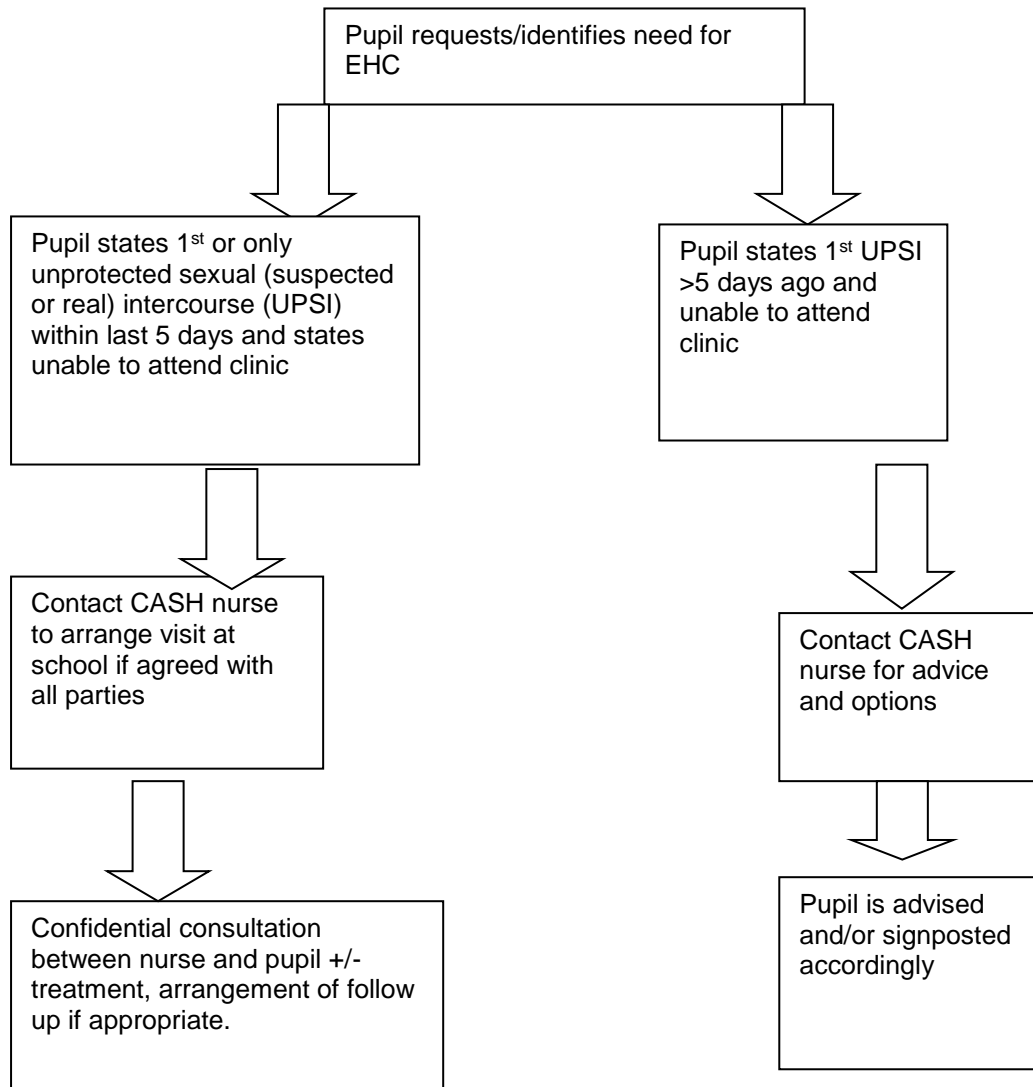 Pupil requests/identifies need for
EHC
Pupil states 1st or only
unprotected sexual (suspected
or real) intercourse (UPSI)
within last 5 days and states
unable to attend clinic
Pupil states 1st UPSI
>5 days ago and
unable to attend
clinic
Contact CASH nurse
to arrange visit at
school if agreed with
all parties
Contact CASH
nurse for advice
and options
Confidential consultation
between nurse and pupil +/-
treatment, arrangement of follow
up if appropriate.
Pupil is advised
and/or signposted
accordingly